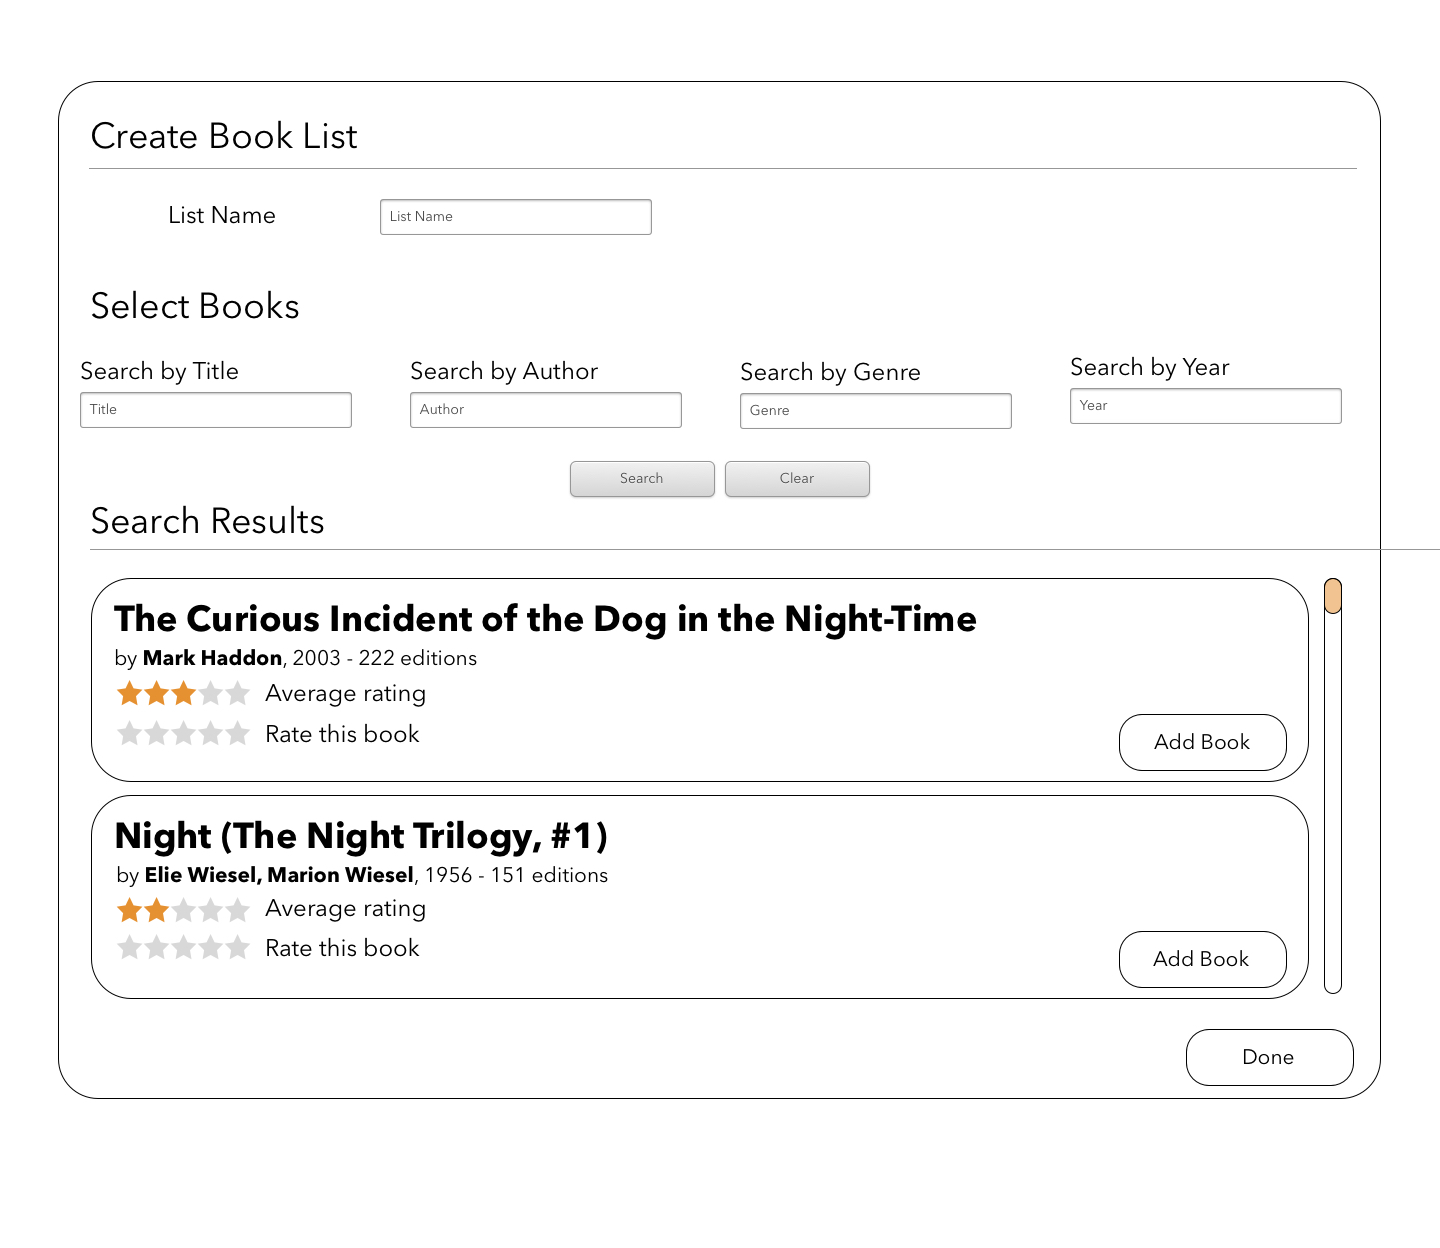 Create Book List
List Name
List Name
Select Books
Search by Title
Search by Author
Search by Genre
Search by Year
Title
Author
Genre
Year
Search
Clear
Search Results
The Curious Incident of the Dog in the Night-Time
by Mark Haddon, 2003 - 222 editions
Average rating
Rate this book
Add Book
Night (The Night Trilogy, #1)
by Elie Wiesel, Marion Wiesel, 1956 - 151 editions
Average rating
Rate this book
Add Book
Done